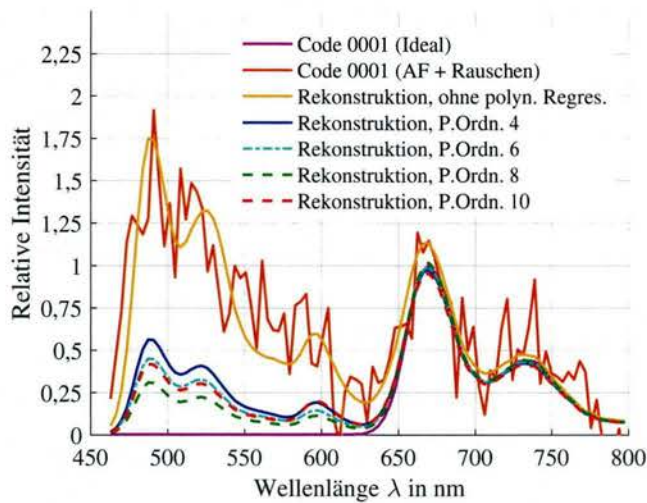 2,25
2
1.75
1.5
1.25
1
0.75
0.5
0.25
0
Relative Intensität
Code 0001 (Ideal)
Code 0001 (AF + Rauschen)
Rekonstruktion, ohne polyn. Regres.
Rekonstruktion, P.Ordn. 4
Rekonstruktion, P.Ordn. 6
Rekonstruktion, P.Ordn. 8
Rekonstruktion, P.Ordn. 10
450 500 550 600 650 700 750 800
Wellenlänge λ in nm